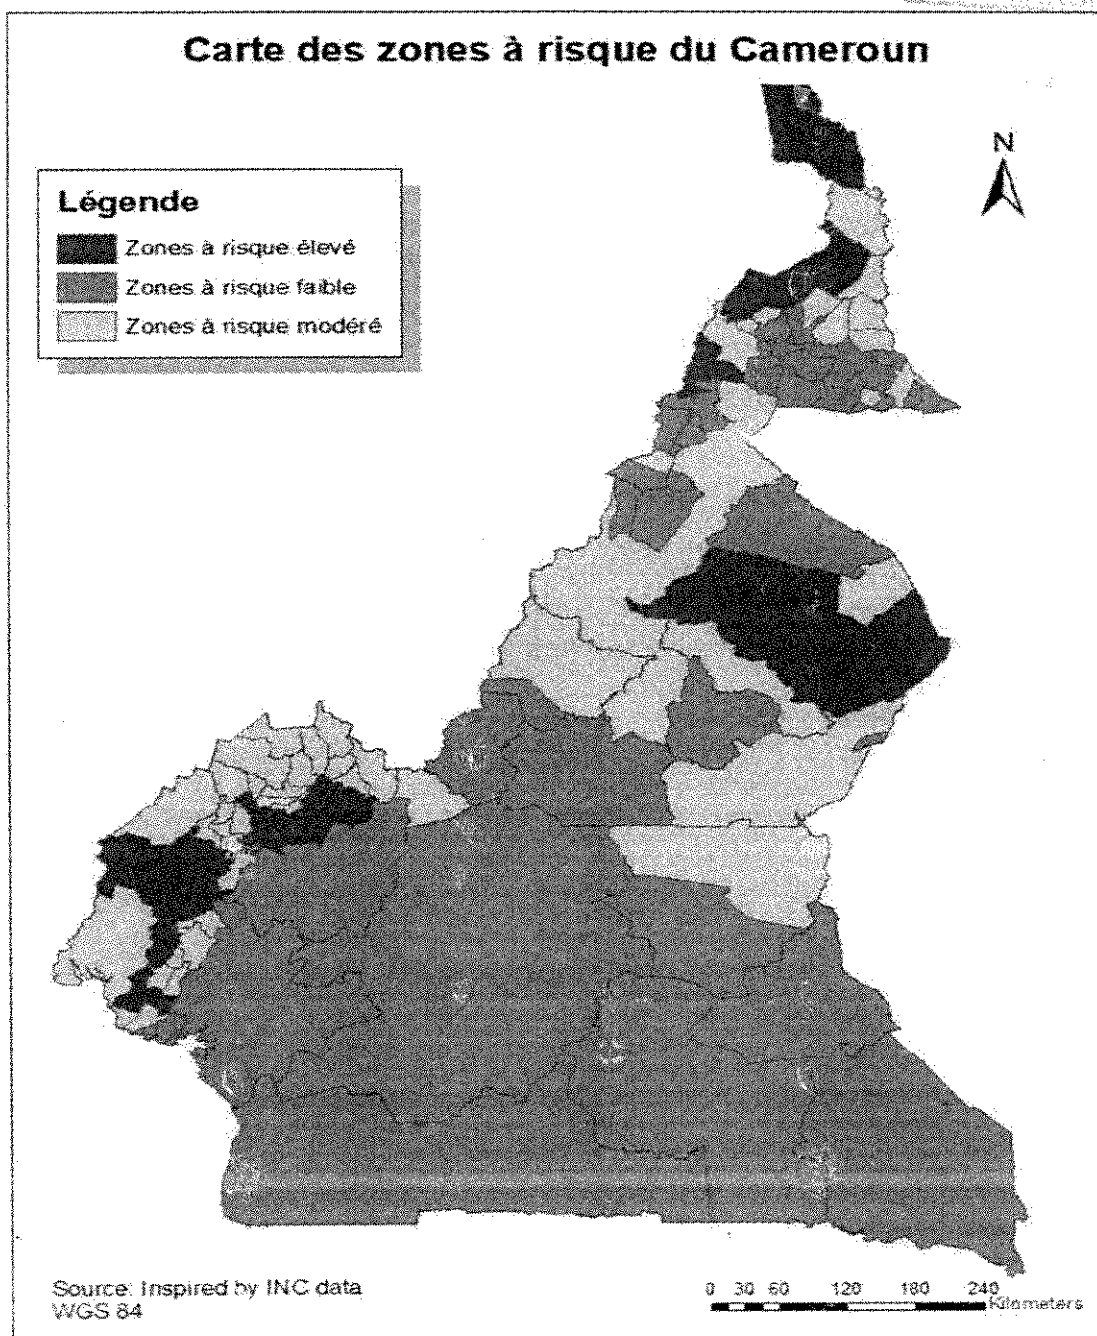 Carte des zones à risque du Cameroun
N
Légende
Zones à risque élevé
Zones à risque faible
Zones à risque modéré
Source: Inspired by INC data
WGS 84
0 30 60 120 180 240
Kilometers